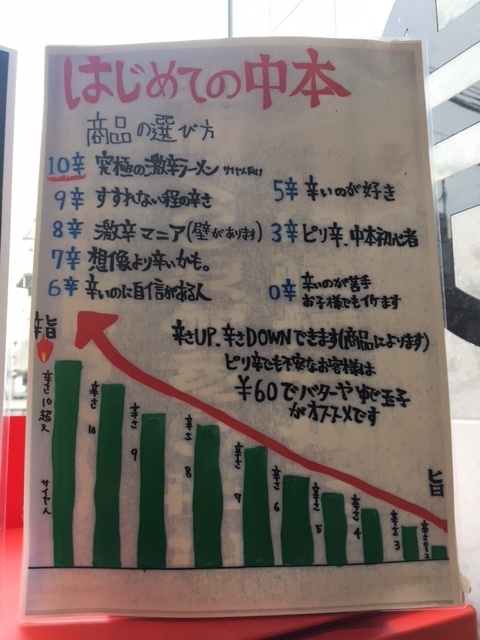 はじめての中本
商品の選び方
10辛 究極の激辛ラーメン サイヤ人向け
9辛 すすれない程の辛さ
8辛 激辛マニア(壁があります)
7辛 想像より辛いかも。
6辛 辛いのに自信がある人
5辛 辛いのが好き
3辛 ピリ辛、中本初心者
0辛 辛いのが苦手
お子様でもイケます
辛さUP、辛さDOWNできます(商品によります)
ピリ辛でも不安なお客様は
¥60でバターやゆで玉子
がオススメです
辛旨
辛さ10超え
サイヤ人
辛さ10
辛さ9
辛さ8
辛さ7
辛さ6
辛さ5
辛さ4
辛さ3
旨